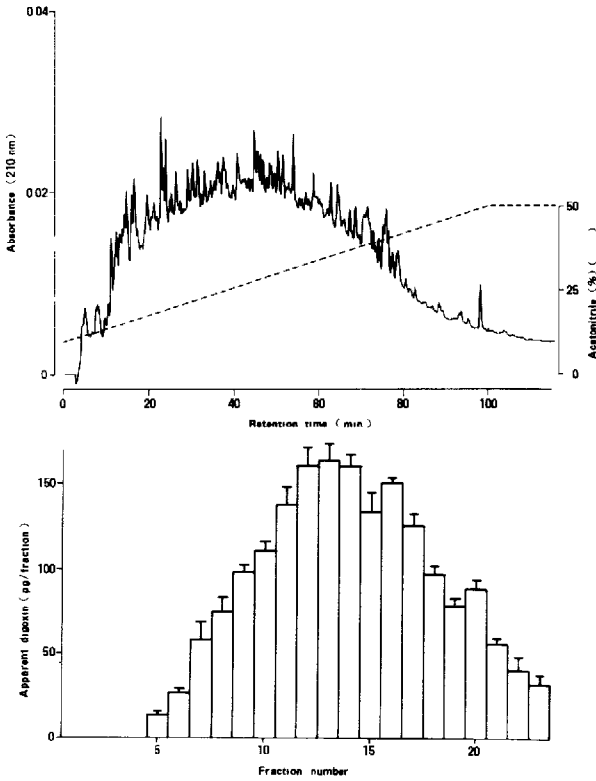 0·04
Absorbance (210 nm)
0·02
0
50
25
0
Acetonitrile (%) ( )
0 20 40 60 80 100
Retention time ( min )
Apparent digoxin ( pg/fraction )
150
100
50
0
5 10 15 20
Fraction number